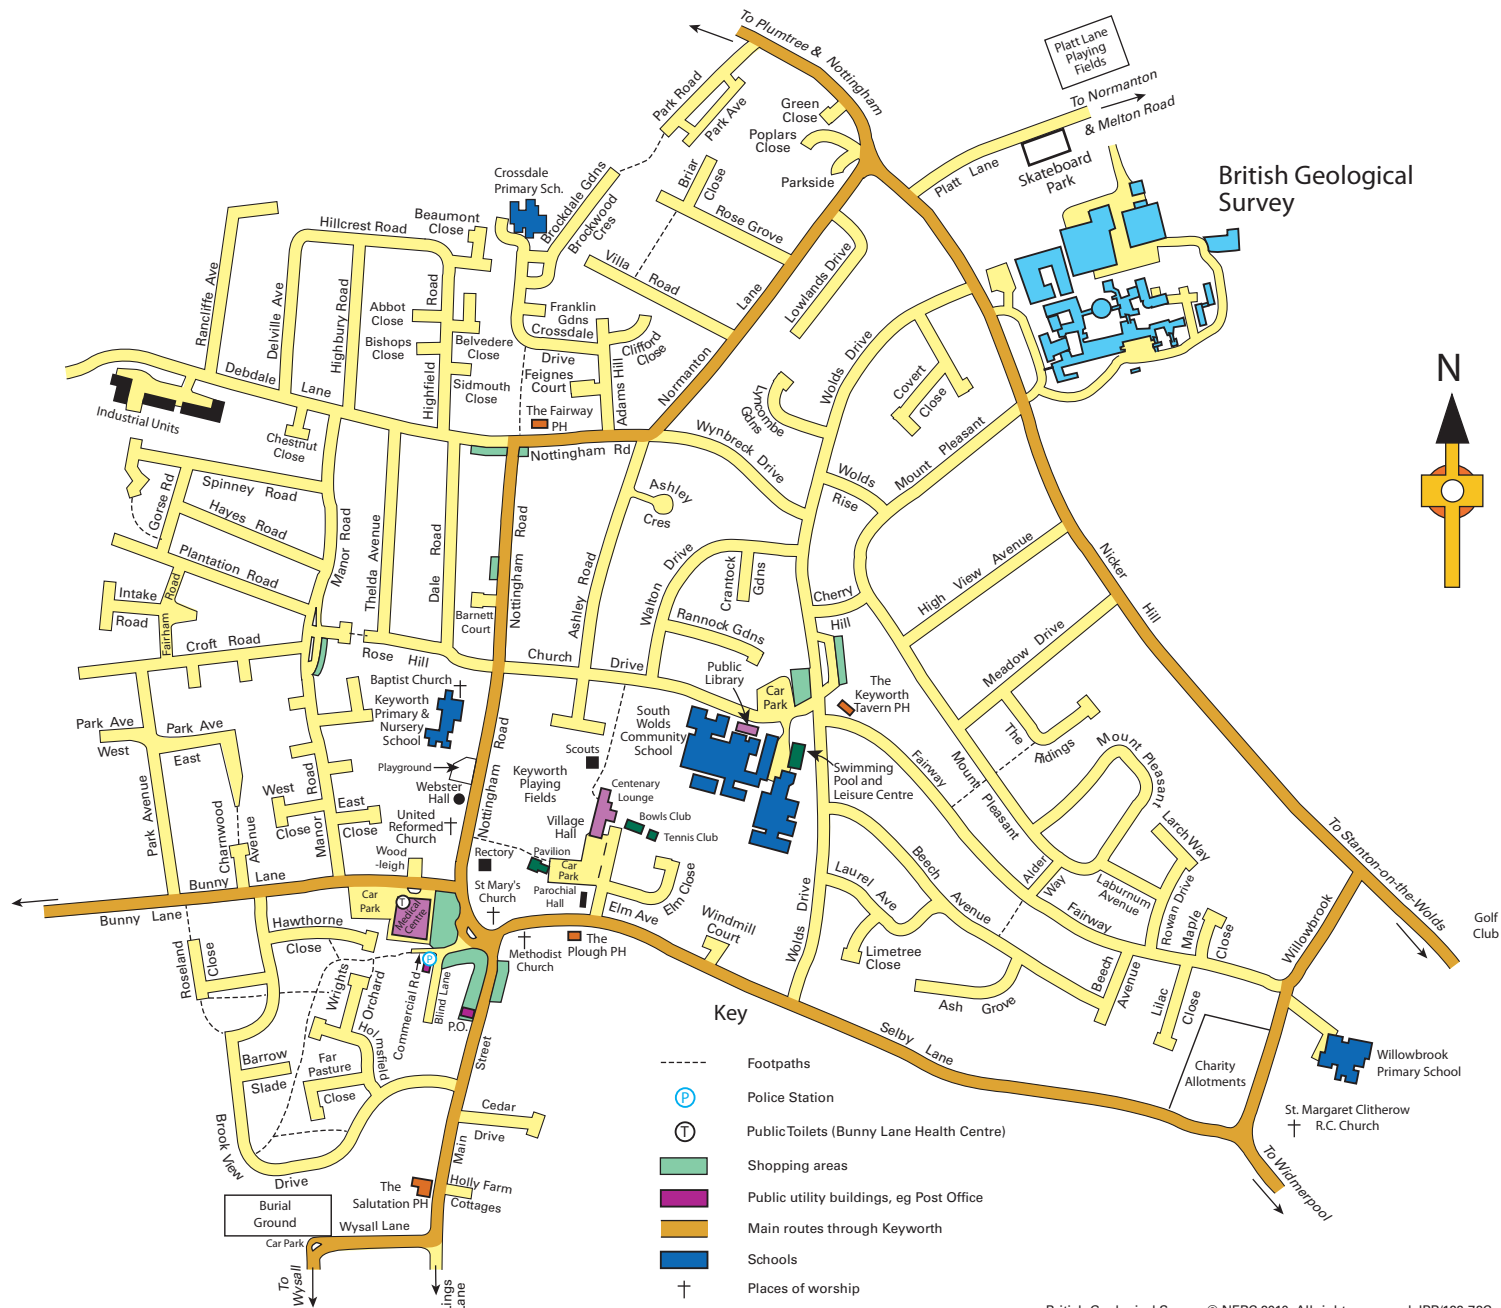 To Plumtree & Nottingham
Platt Lane
Playing
Fields
To Normanton
& Melton Road
Park Road
Park Ave
Green
Close
Poplars
Close
Parkside
Platt Lane
Skateboard
Park
British Geological
Survey
Crossdale
Primary Sch.
Brockdale Gdns
Brockwood
Cres
Briar
Close
Rose Grove
Villa Road
Lowlands Drive
Beaumont
Close
Hillcrest Road
Rancliffe Ave
Delville Ave
Highbury Road
Highfield Road
Abbot
Close
Bishops
Close
Belvedere
Close
Sidmouth
Close
Franklin
Gdns
Crossdale
Drive
Clifford
Close
Feignes
Court
Adams Hill
The Fairway
PH
Normanton Lane
Lyncombe
Gdns
Wolds Drive
Covert
Close
Mount Pleasant
Debdale Lane
Industrial Units
Chestnut
Close
Nottingham Rd
Wynbreck Drive
Wolds
Rise
N
Gorse Rd
Spinney Road
Hayes Road
Plantation Road
Manor Road
Thelda Avenue
Dale Road
Nottingham Road
Ashley
Cres
Ashley Road
Walton Drive
Crantock
Gdns
Rannock Gdns
Cherry
Hill
High View Avenue
Nicker Hill
Meadow Drive
Intake
Road
Fairham
Road
Croft Road
Barnett
Court
Rose Hill
Church Drive
Public
Library
Car
Park
The
Keyworth
Tavern PH
Baptist Church
Keyworth
Primary &
Nursery
School
South
Wolds
Community
School
The
Ridings
Mount Pleasant
Park Ave
West
Park Ave
East
Park Avenue
Charnwood
Avenue
West
Close
East
Close
Manor Road
Playground
Webster
Hall
United
Reformed
Church
Nottingham Road
Scouts
Keyworth
Playing
Fields
Centenary
Lounge
Village
Hall
Bowls Club
Tennis Club
Swimming
Pool and
Leisure Centre
Fairway
Mount Pleasant
Larch Way
To Stanton-on-the-Wolds
Golf
Club
Wood
-leigh
Rectory
Pavilion
Car
Park
Parochial
Hall
St Mary's
Church
Elm Ave
Elm Close
Windmill
Court
Wolds Drive
Laurel Ave
Beech Avenue
Limetree
Close
Alder
Way
Laburnum
Avenue
Rowan Drive
Fairway
Maple
Close
Willowbrook
Bunny Lane
Bunny Lane
Car
Park
T
Medical
Centre
Methodist
Church
The
Plough PH
Hawthorne
Close
Roseland
Close
Wrights
Orchard
Commercial Rd
P
Blind Lane
P.O.
Ash Grove
Beech
Avenue
Lilac
Close
Selby Lane
Charity
Allotments
Willowbrook
Primary School
St. Margaret Clitherow
R.C. Church
To Widmerpool
Barrow
Slade
Far
Pasture
Close
Holmsfield
Main Street
Cedar
Drive
Brook View
Drive
The
Salutation PH
Holly Farm
Cottages
Burial
Ground
Wysall Lane
Car Park
To
Wysall
Key
Footpaths
P
Police Station
T
Public Toilets (Bunny Lane Health Centre)
Shopping areas
Public utility buildings, eg Post Office
Main routes through Keyworth
Schools
Places of worship